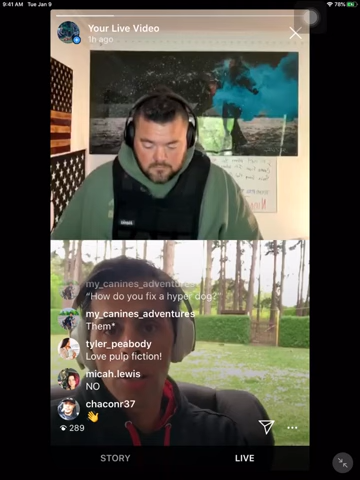 9:41 AM Tue Jan 9
78%
Your Live Video
1h ago
my_canines_adventures
"How do you fix a hyper dog?"
my_canines_adventures
Them*
tyler_peabody
Love pulp fiction!
micah.lewis
NO
chaconr37
👋
289
STORY LIVE